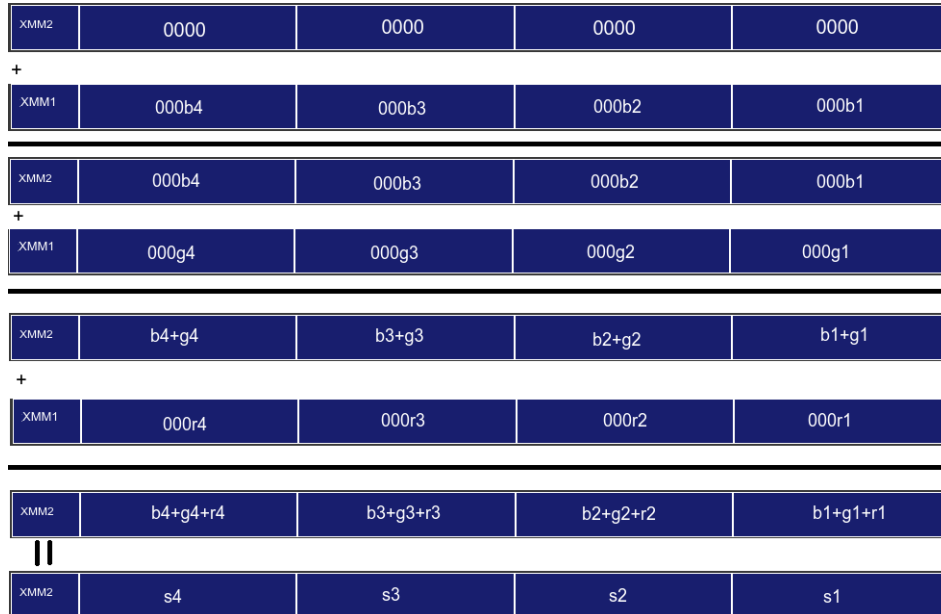 XMM2 0000 0000 0000 0000
+
XMM1 000b4 000b3 000b2 000b1
XMM2 000b4 000b3 000b2 000b1
+
XMM1 000g4 000g3 000g2 000g1
XMM2 b4+g4 b3+g3 b2+g2 b1+g1
+
XMM1 000r4 000r3 000r2 000r1
XMM2 b4+g4+r4 b3+g3+r3 b2+g2+r2 b1+g1+r1
||
XMM2 s4 s3 s2 s1